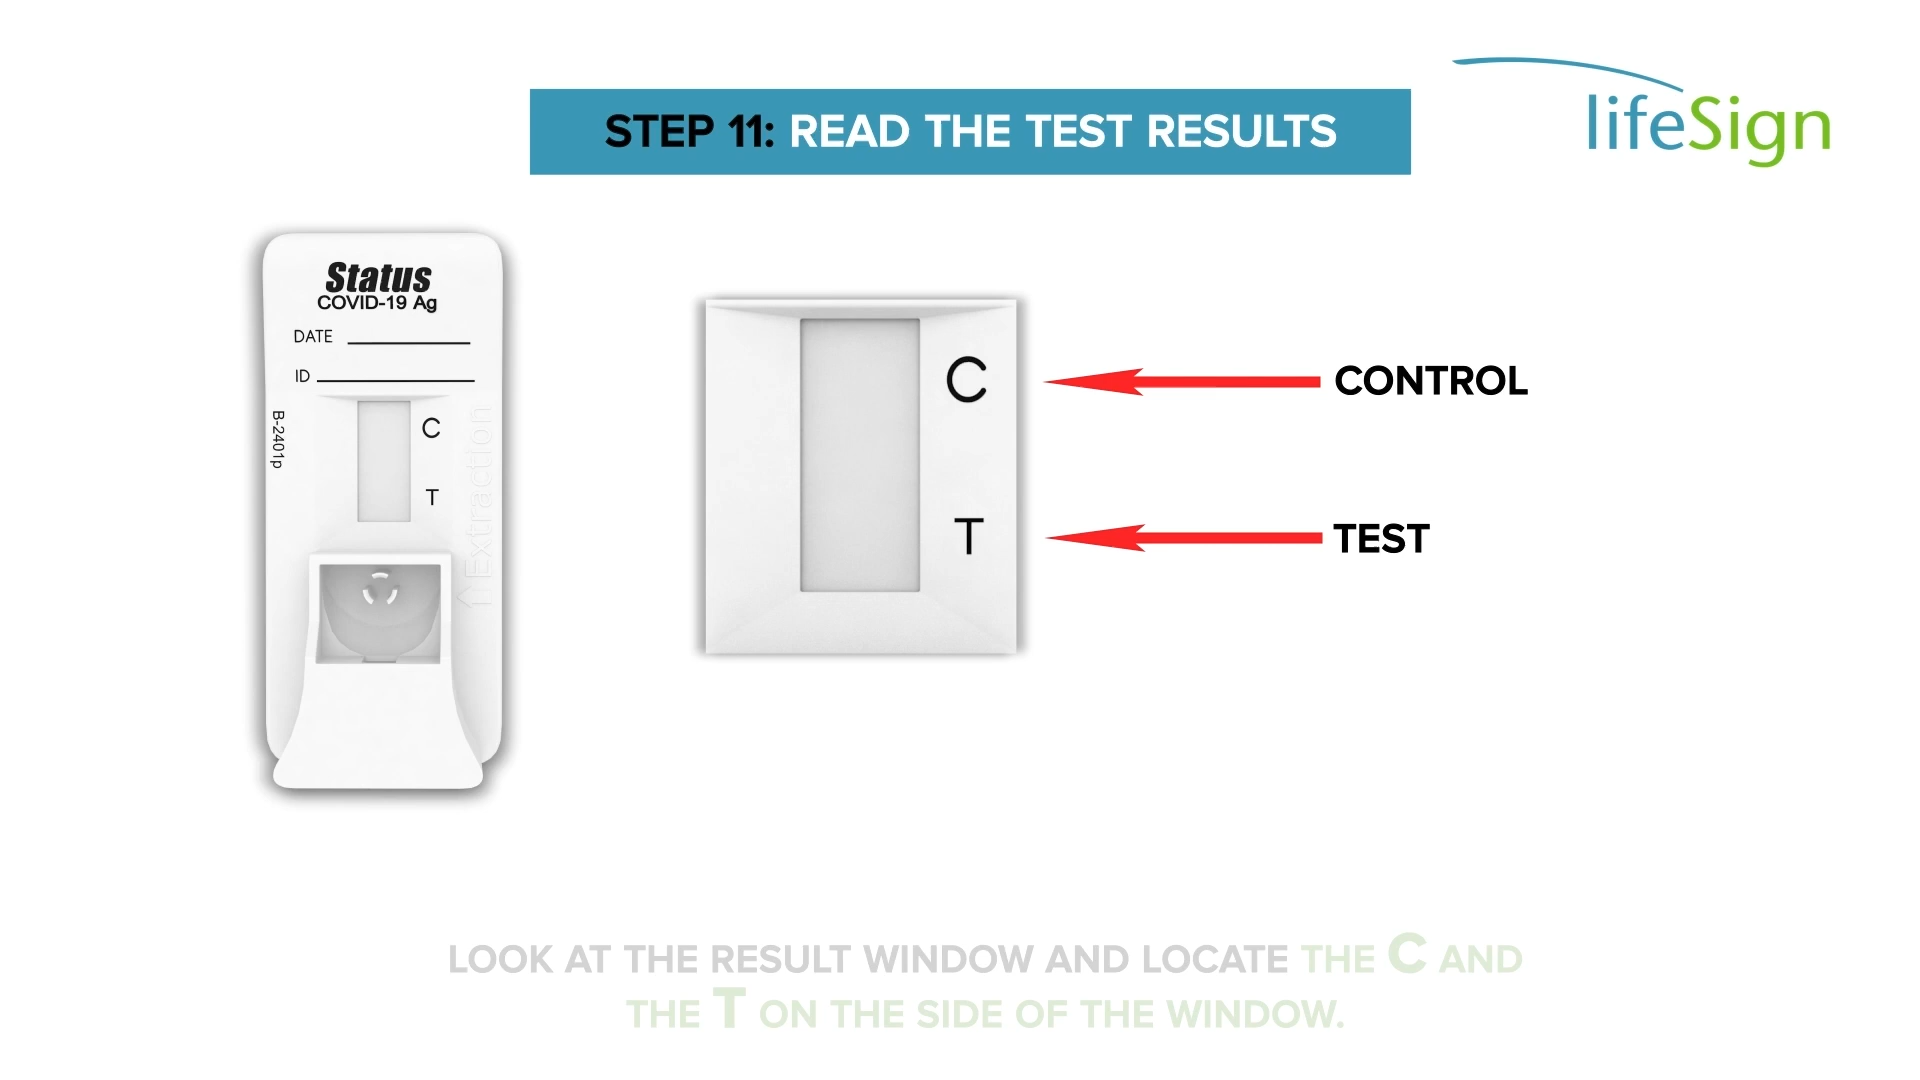 STEP 11: READ THE TEST RESULTS
lifeSign
Status
COVID-19 Ag
DATE
ID
B-2401p
C
T
Extraction
C
T
CONTROL
TEST
LOOK AT THE RESULT WINDOW AND LOCATE THE C AND
THE T ON THE SIDE OF THE WINDOW.